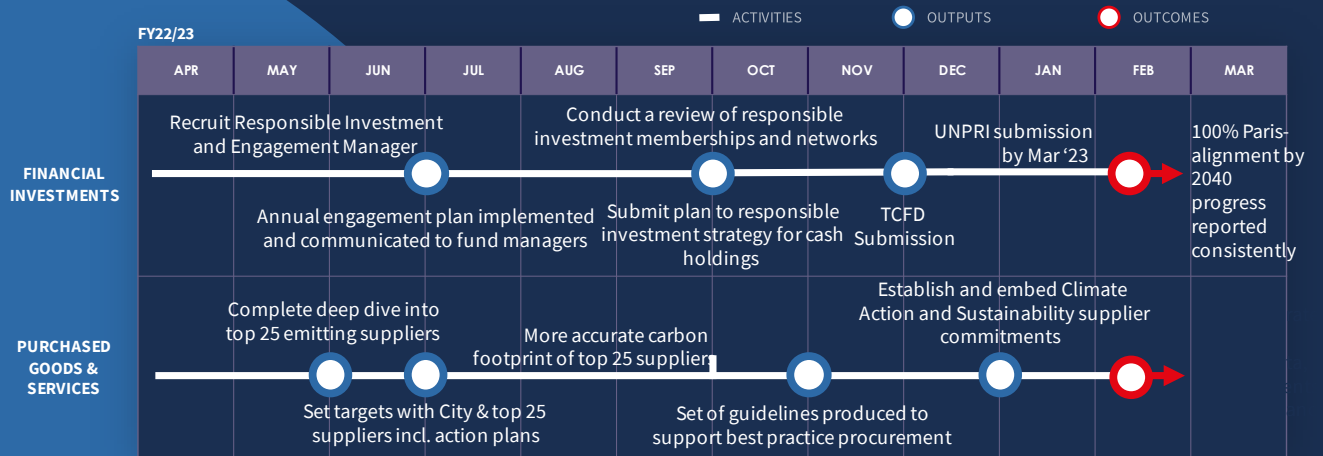 ACTIVITIES
OUTPUTS
OUTCOMES
FY22/23
APR
MAY
JUN
JUL
AUG
SEP
OCT
NOV
DEC
JAN
FEB
MAR
FINANCIAL
INVESTMENTS
Recruit Responsible Investment
and Engagement Manager
Conduct a review of responsible
investment memberships and networks
UNPRI submission
by Mar ‘23
100% Paris-
alignment by
2040
progress
reported
consistently
Annual engagement plan implemented
and communicated to fund managers
Submit plan to responsible
investment strategy for cash
holdings
TCFD
Submission
PURCHASED
GOODS &
SERVICES
Complete deep dive into
top 25 emitting suppliers
More accurate carbon
footprint of top 25 suppliers
Establish and embed Climate
Action and Sustainability supplier
commitments
Set targets with City & top 25
suppliers incl. action plans
Set of guidelines produced to
support best practice procurement